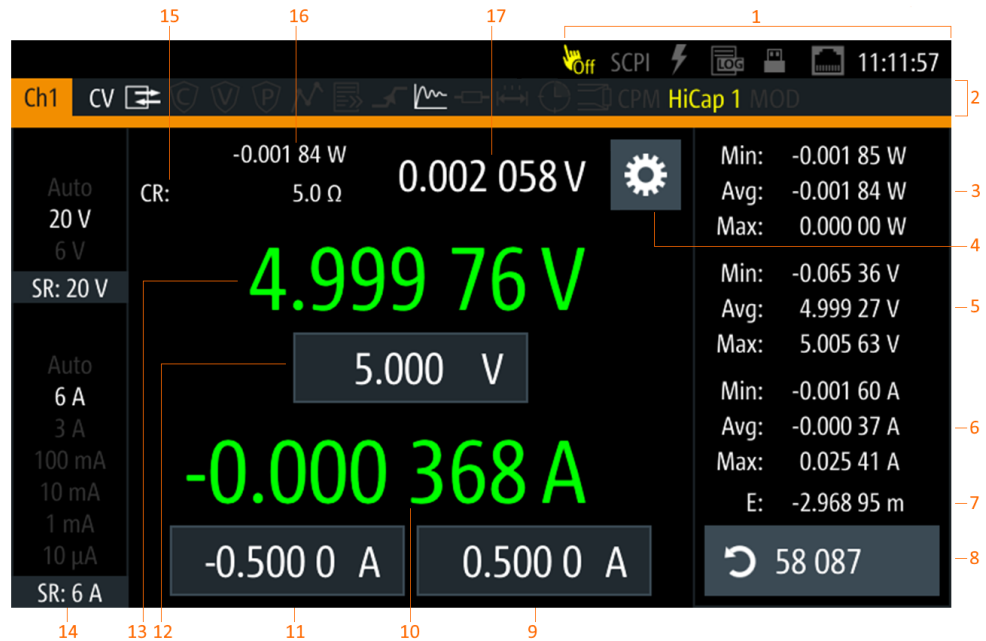 15 16 17 1
Off SCPI LOG 11:11:57
Ch1 CV C V P CPM HiCap 1 MOD 2
-0.001 84 W
CR: 5.0 Ω
0.002 058 V
Auto
20 V
6 V
SR: 20 V
Min: -0.001 85 W
Avg: -0.001 84 W 3
Max: 0.000 00 W
4
4.999 76 V
Min: -0.065 36 V
Avg: 4.999 27 V 5
Max: 5.005 63 V
5.000 V
Auto
6 A
3 A
100 mA
10 mA
1 mA
10 µA
SR: 6 A
-0.000 368 A
Min: -0.001 60 A
Avg: -0.000 37 A 6
Max: 0.025 41 A
E: -2.968 95 m 7
-0.500 0 A 0.500 0 A
58 087 8
14 13 12 11 10 9